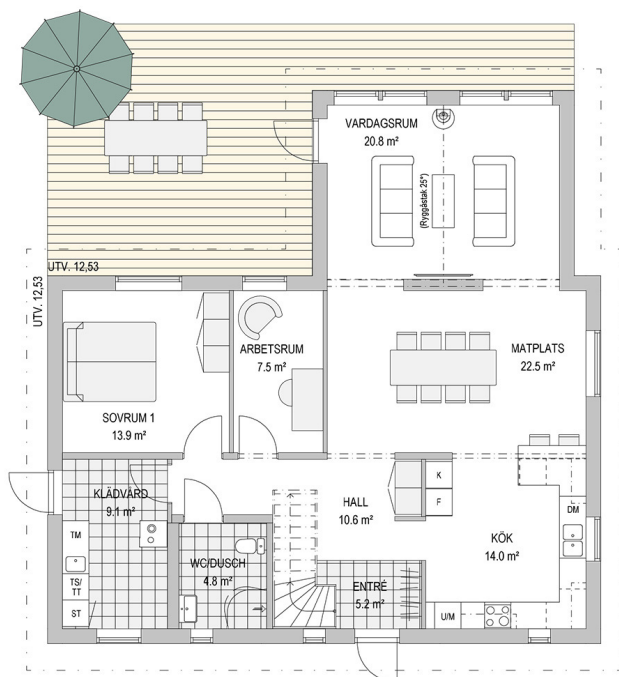 VARDAGSRUM
20.8 m²
(Ryggåstak 25°)
UTV. 12,53
UTV. 12,53
ARBETSRUM
7.5 m²
MATPLATS
22.5 m²
SOVRUM 1
13.9 m²
KLÄDVÅRD
9.1 m²
TM
TS/
TT
ST
WC/DUSCH
4.8 m²
HALL
10.6 m²
ENTRÉ
5.2 m²
K
F
KÖK
14.0 m²
DM
U/M